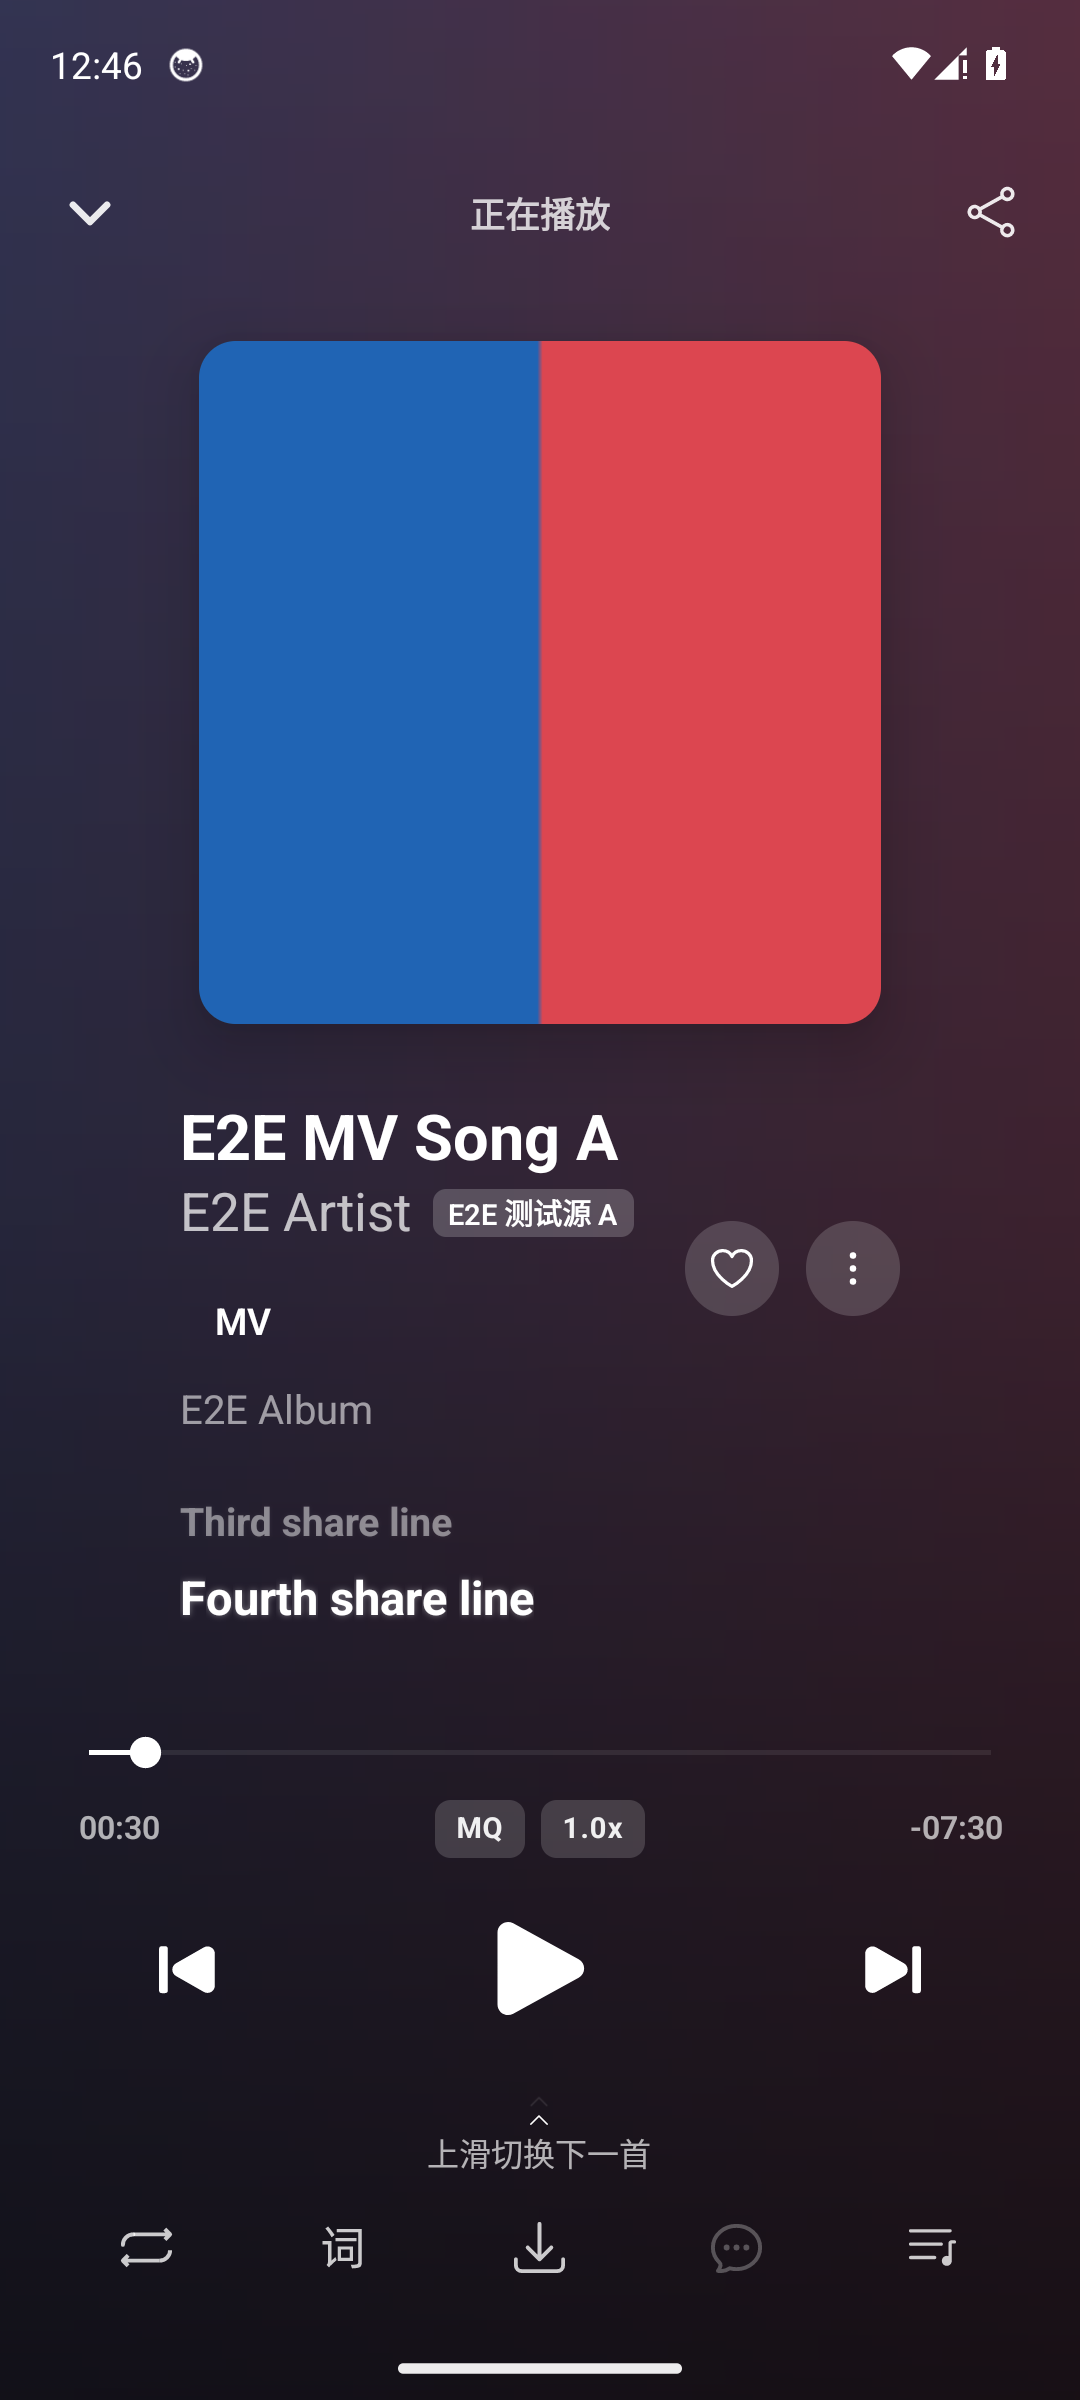 12:46
正在播放
E2E MV Song A
E2E Artist
E2E 测试源 A
MV
E2E Album
Third share line
Fourth share line
00:30
MQ
1.0x
-07:30
上滑切换下一首
词